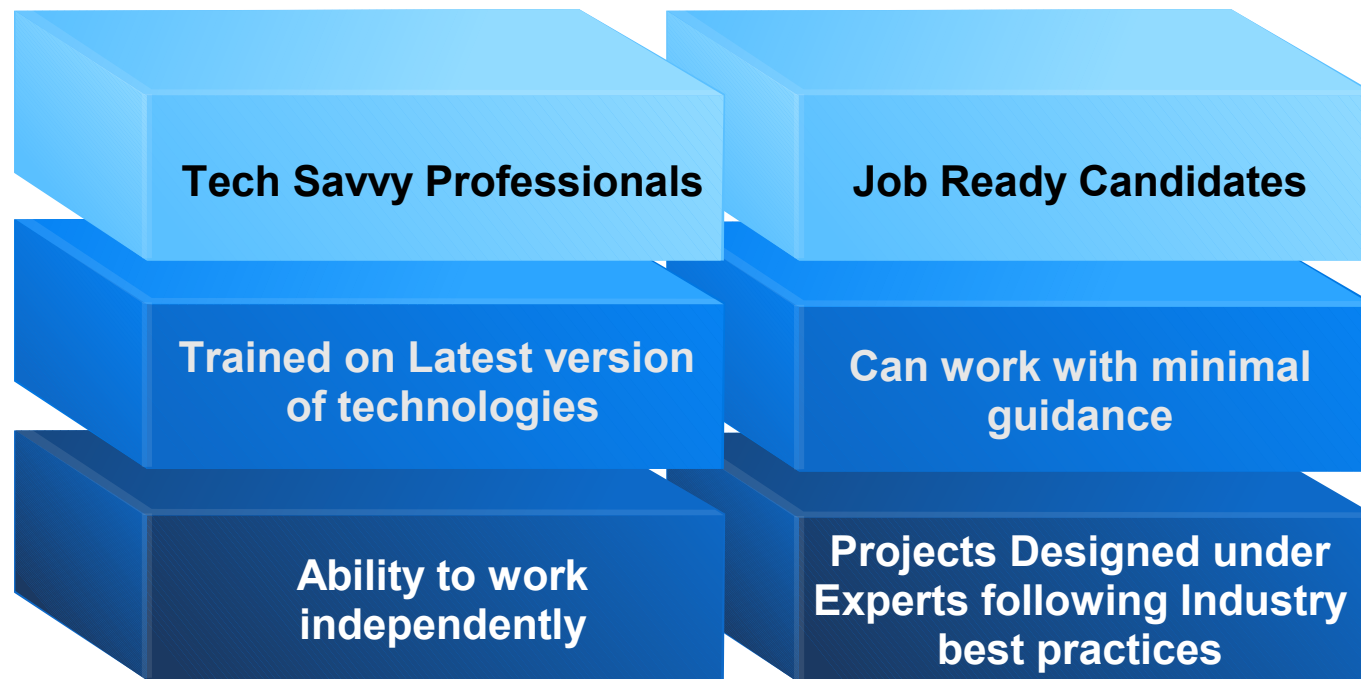 Tech Savvy Professionals
Job Ready Candidates
Trained on Latest version
of technologies
Can work with minimal
guidance
Ability to work
independently
Projects Designed under
Experts following Industry
best practices